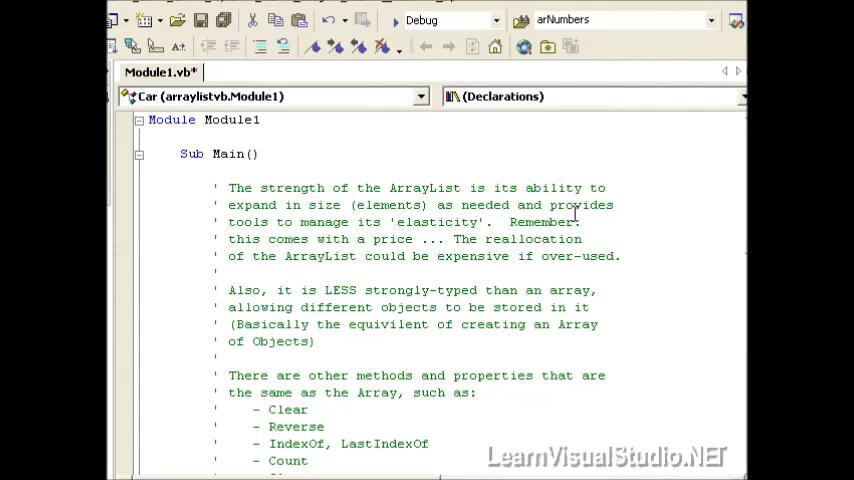 Debug
arNumbers
Module1.vb*
Car (arraylistvb.Module1)
(Declarations)
Module Module1
Sub Main()
' The strength of the ArrayList is its ability to
' expand in size (elements) as needed and provides
' tools to manage its 'elasticity'.  Remember:
' this comes with a price ... The reallocation
' of the ArrayList could be expensive if over-used.
'
' Also, it is LESS strongly-typed than an array,
' allowing different objects to be stored in it
' (Basically the equivilent of creating an Array
' of Objects)
'
' There are other methods and properties that are
' the same as the Array, such as:
'    - Clear
'    - Reverse
'    - IndexOf, LastIndexOf
'    - Count
LearnVisualStudio.NET